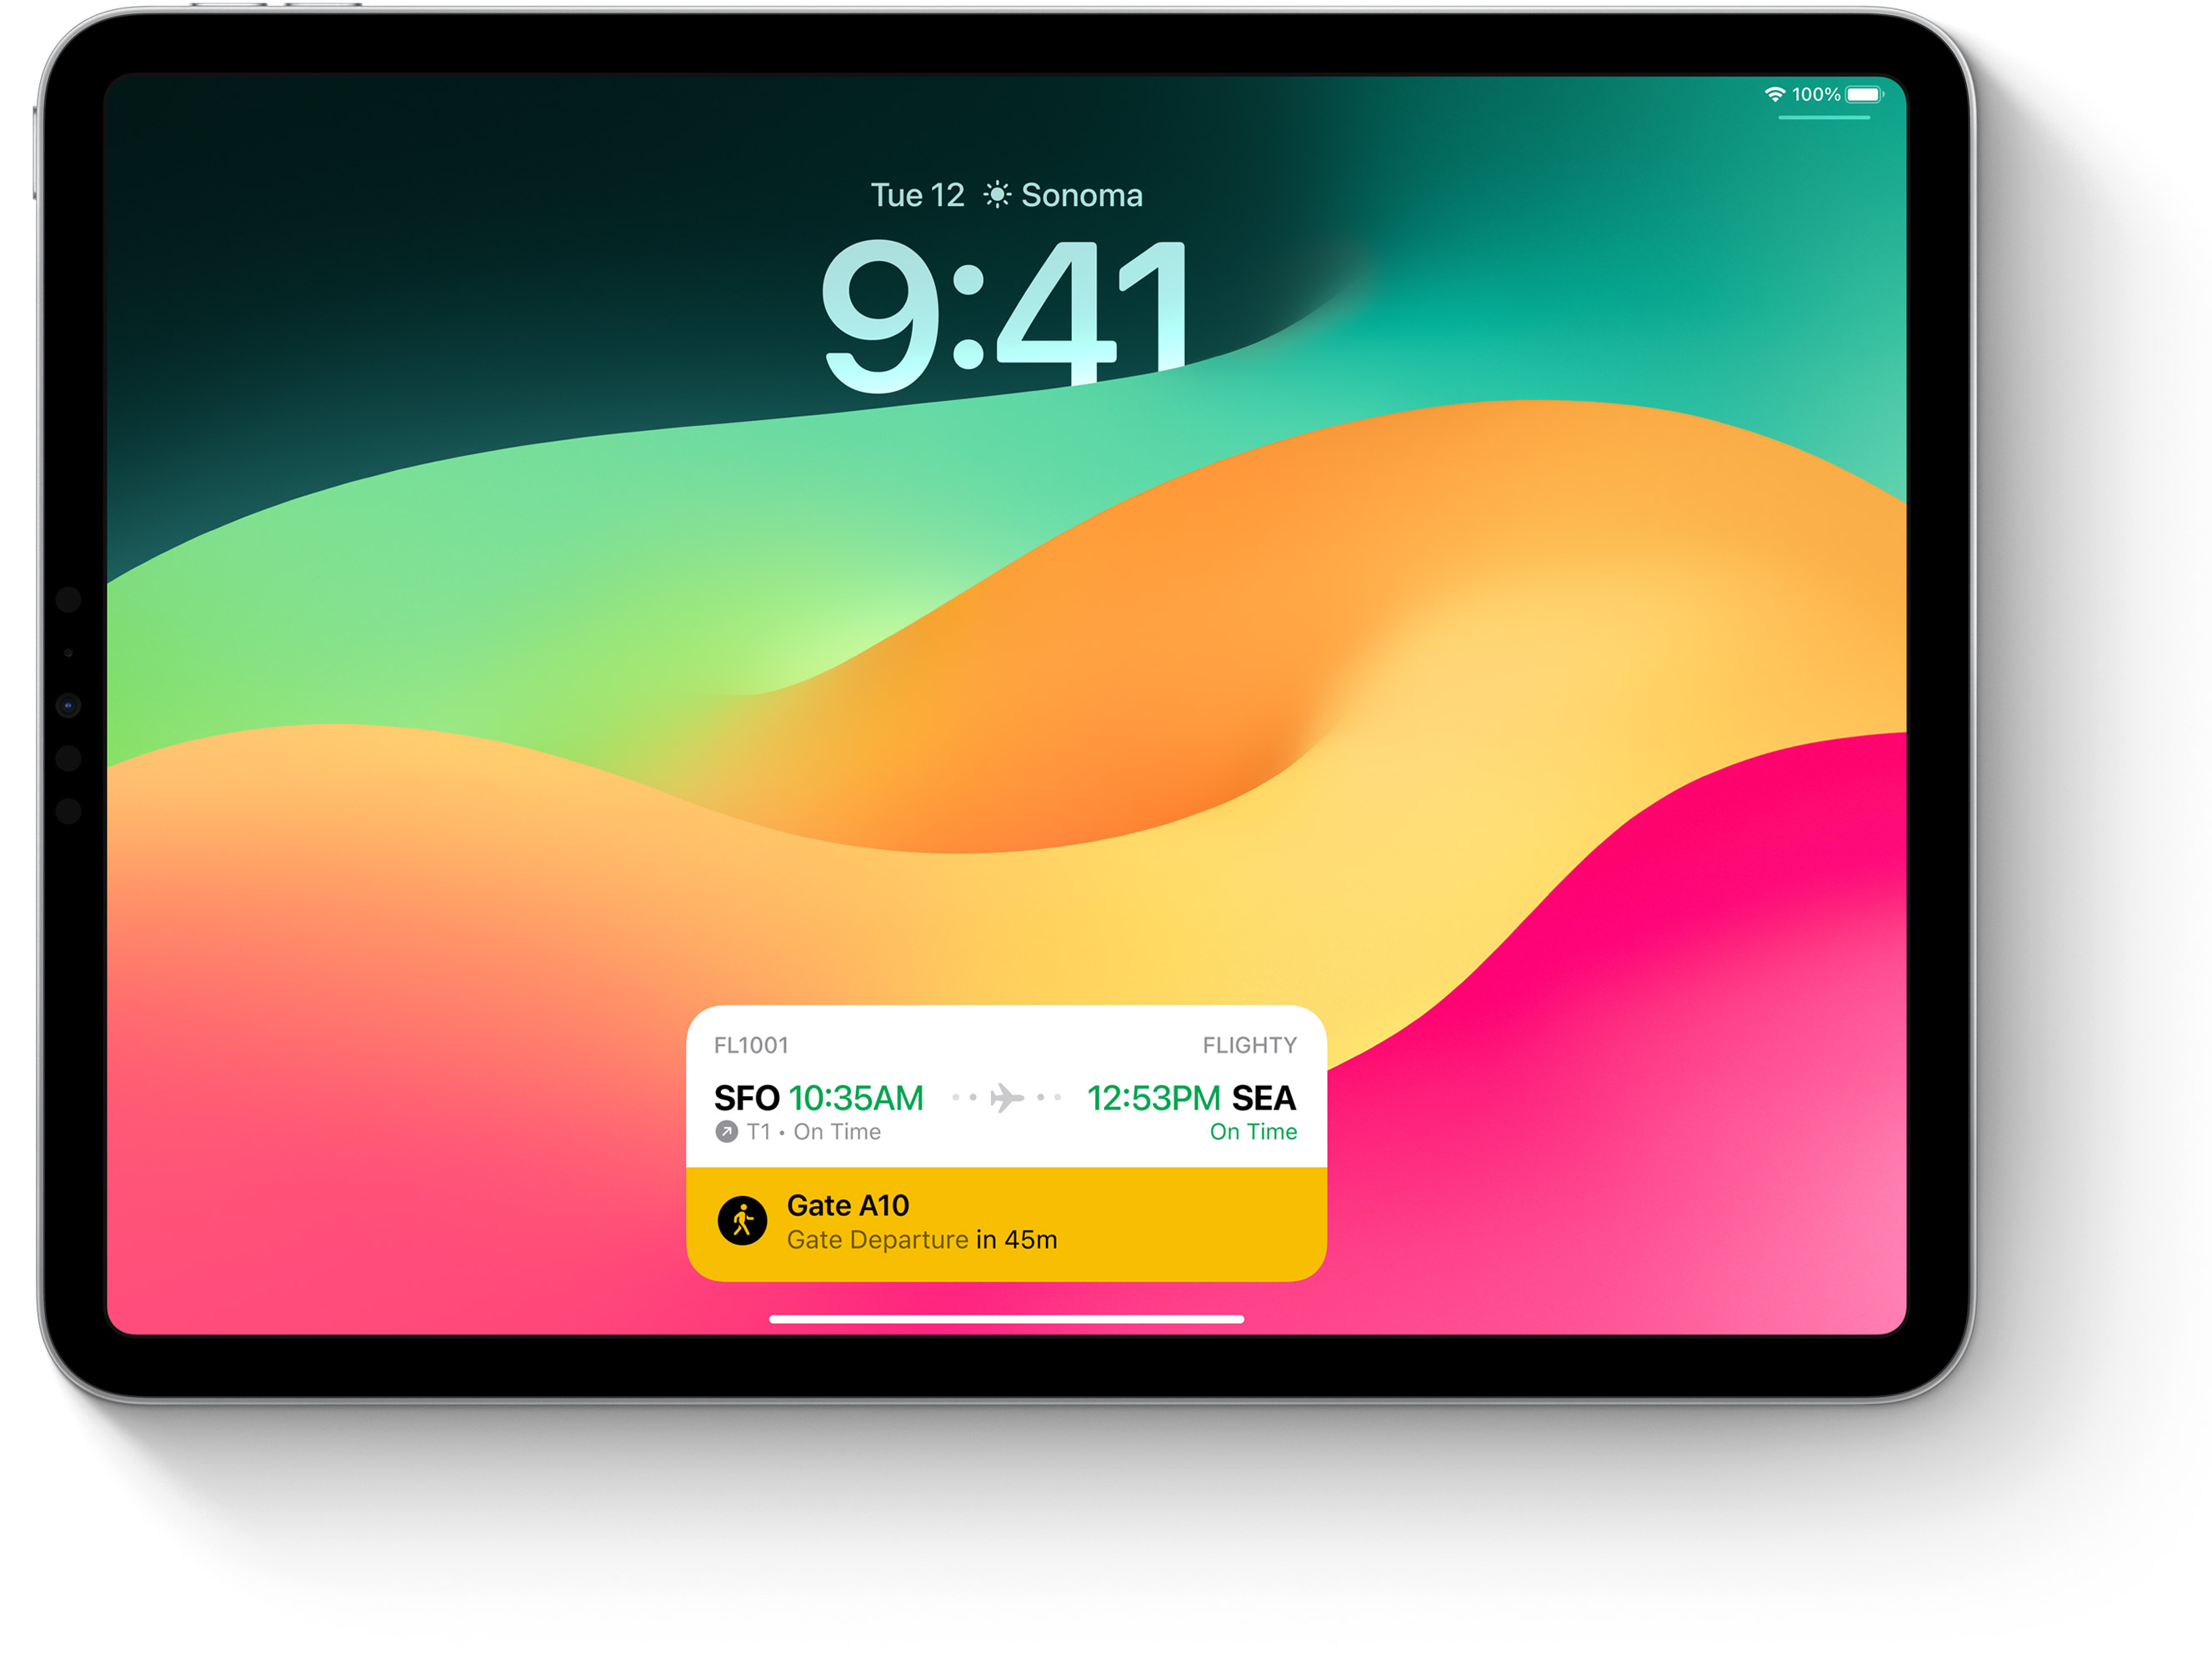 100%
Tue 12 Sonoma
9:41
FL1001 FLIGHTY
SFO 10:35AM 12:53PM SEA
T1 • On Time On Time
Gate A10
Gate Departure in 45m